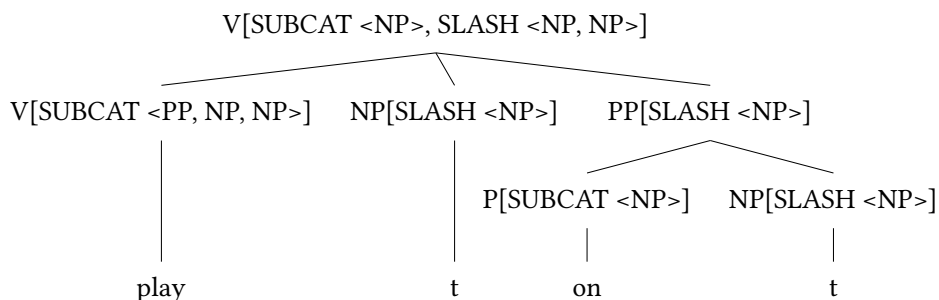 V[SUBCAT <NP>, SLASH <NP, NP>]
V[SUBCAT <PP, NP, NP>] NP[SLASH <NP>] PP[SLASH <NP>]
P[SUBCAT <NP>] NP[SLASH <NP>]
play t on t